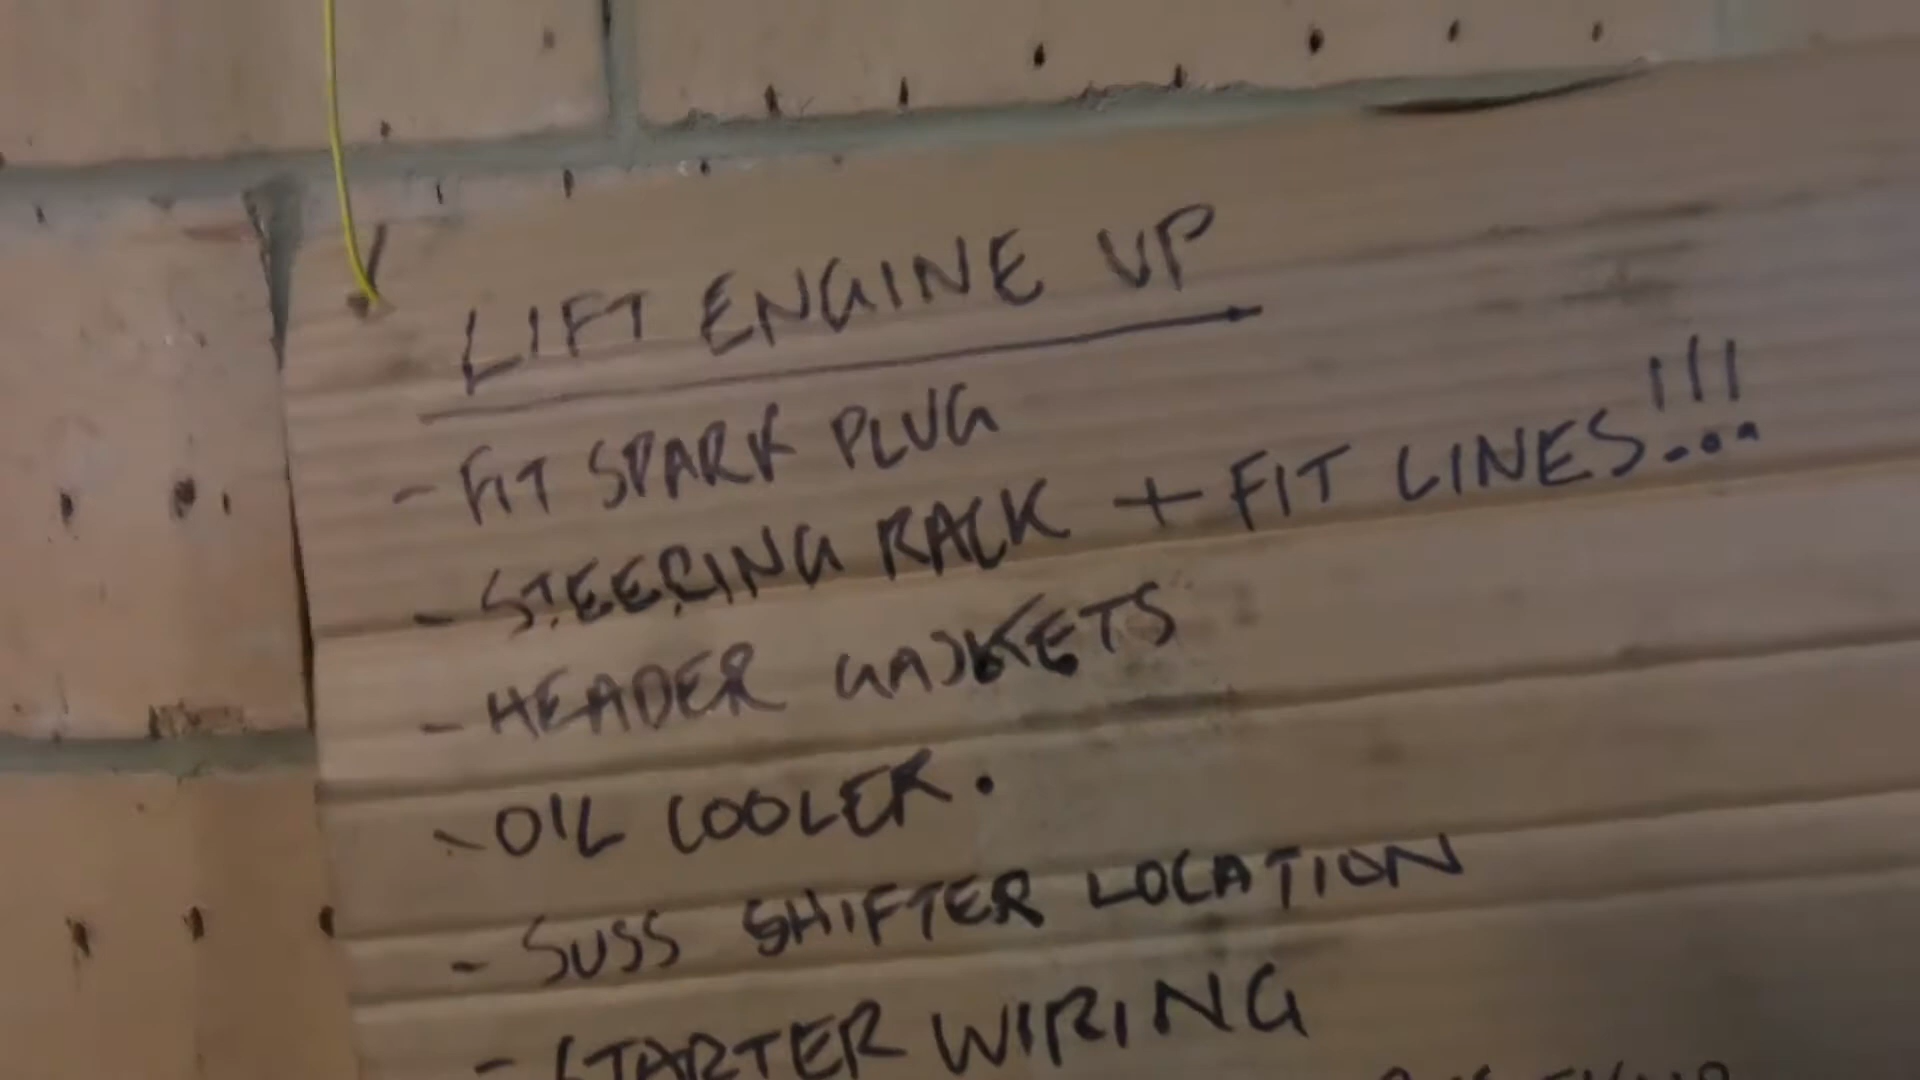 LIFT ENGINE UP
- FIT SPARK PLUG
- STEERING RACK + FIT LINES!!!
- HEADER GASKETS
- OIL COOLER.
- SUSS SHIFTER LOCATION
- STARTER WIRING